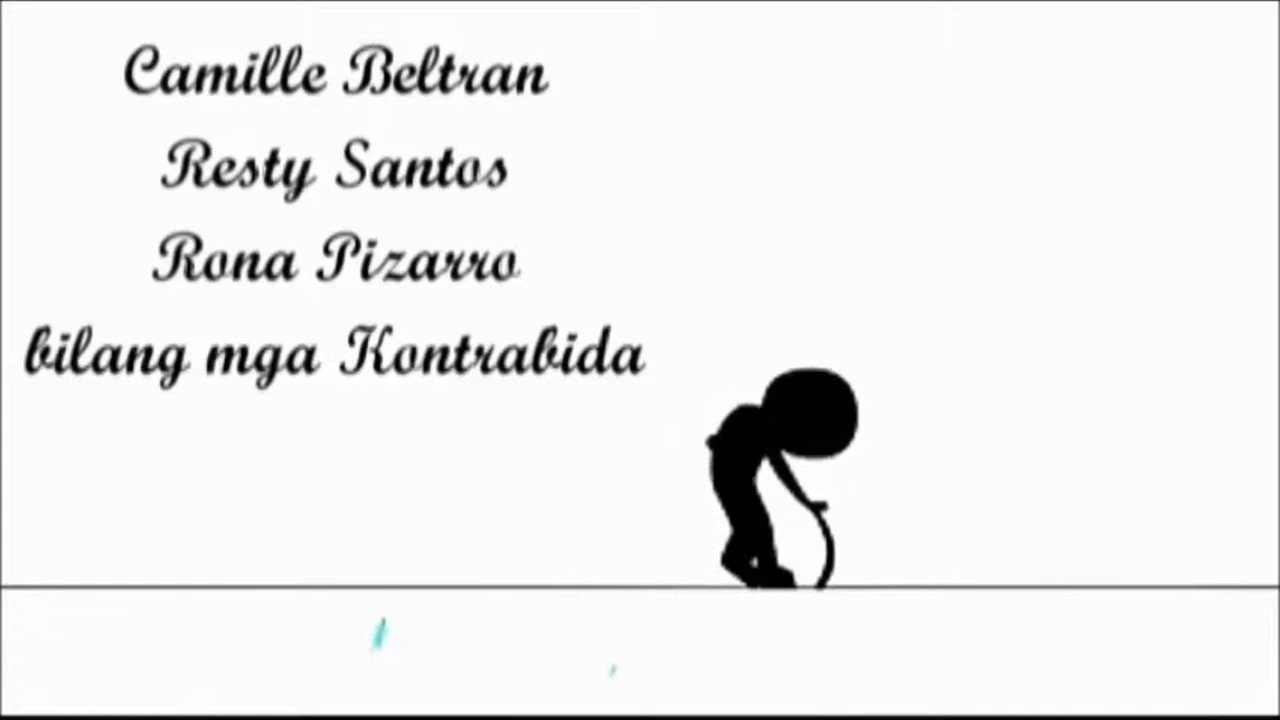 Camille Beltran
Resty Santos
Rona Pizarro
bilang mga Kontrabida